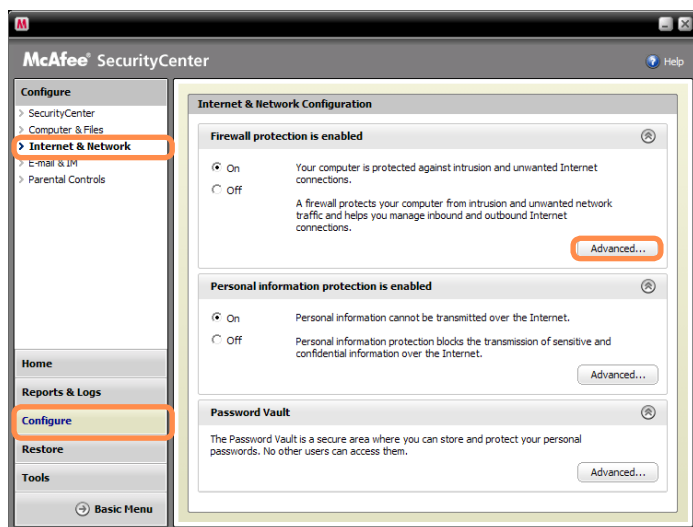 McAfee® SecurityCenter
Help
Configure
> SecurityCenter
> Computer & Files
> Internet & Network
> E-mail & IM
> Parental Controls
Home
Reports & Logs
Configure
Restore
Tools
Basic Menu
Internet & Network Configuration
Firewall protection is enabled
On
Off
Your computer is protected against intrusion and unwanted Internet
connections.
A firewall protects your computer from intrusion and unwanted network
traffic and helps you manage inbound and outbound Internet
connections.
Advanced...
Personal information protection is enabled
On
Off
Personal information cannot be transmitted over the Internet.
Personal information protection blocks the transmission of sensitive and
confidential information over the Internet.
Advanced...
Password Vault
The Password Vault is a secure area where you can store and protect your personal
passwords. No other users can access them.
Advanced...